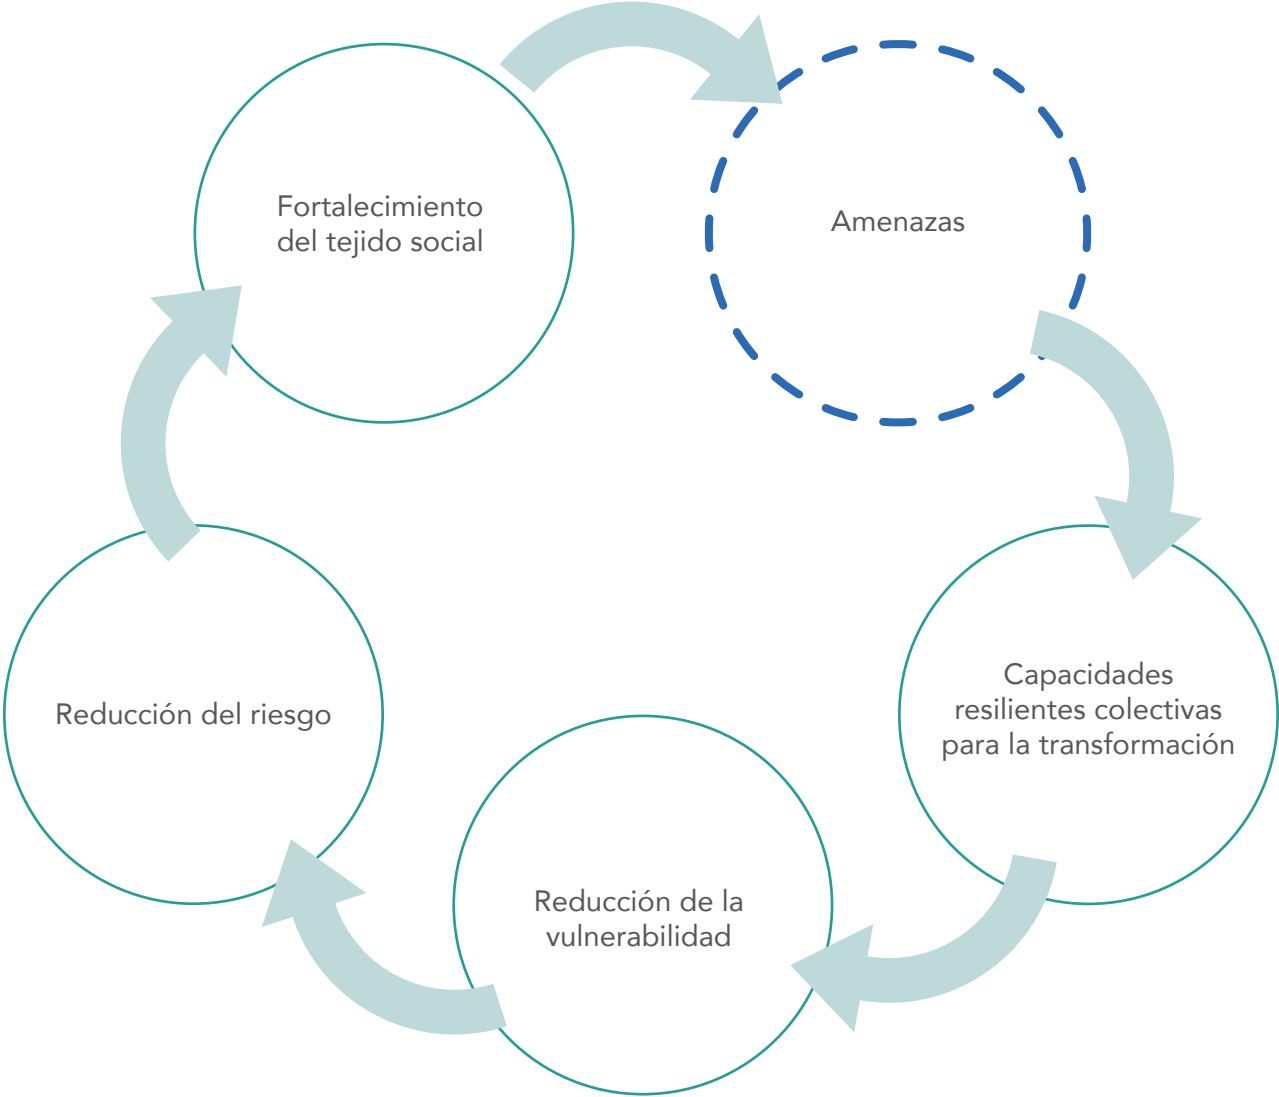 Fortalecimiento
del tejido social
Amenazas
Capacidades
resilientes colectivas
para la transformación
Reducción de la
vulnerabilidad
Reducción del riesgo